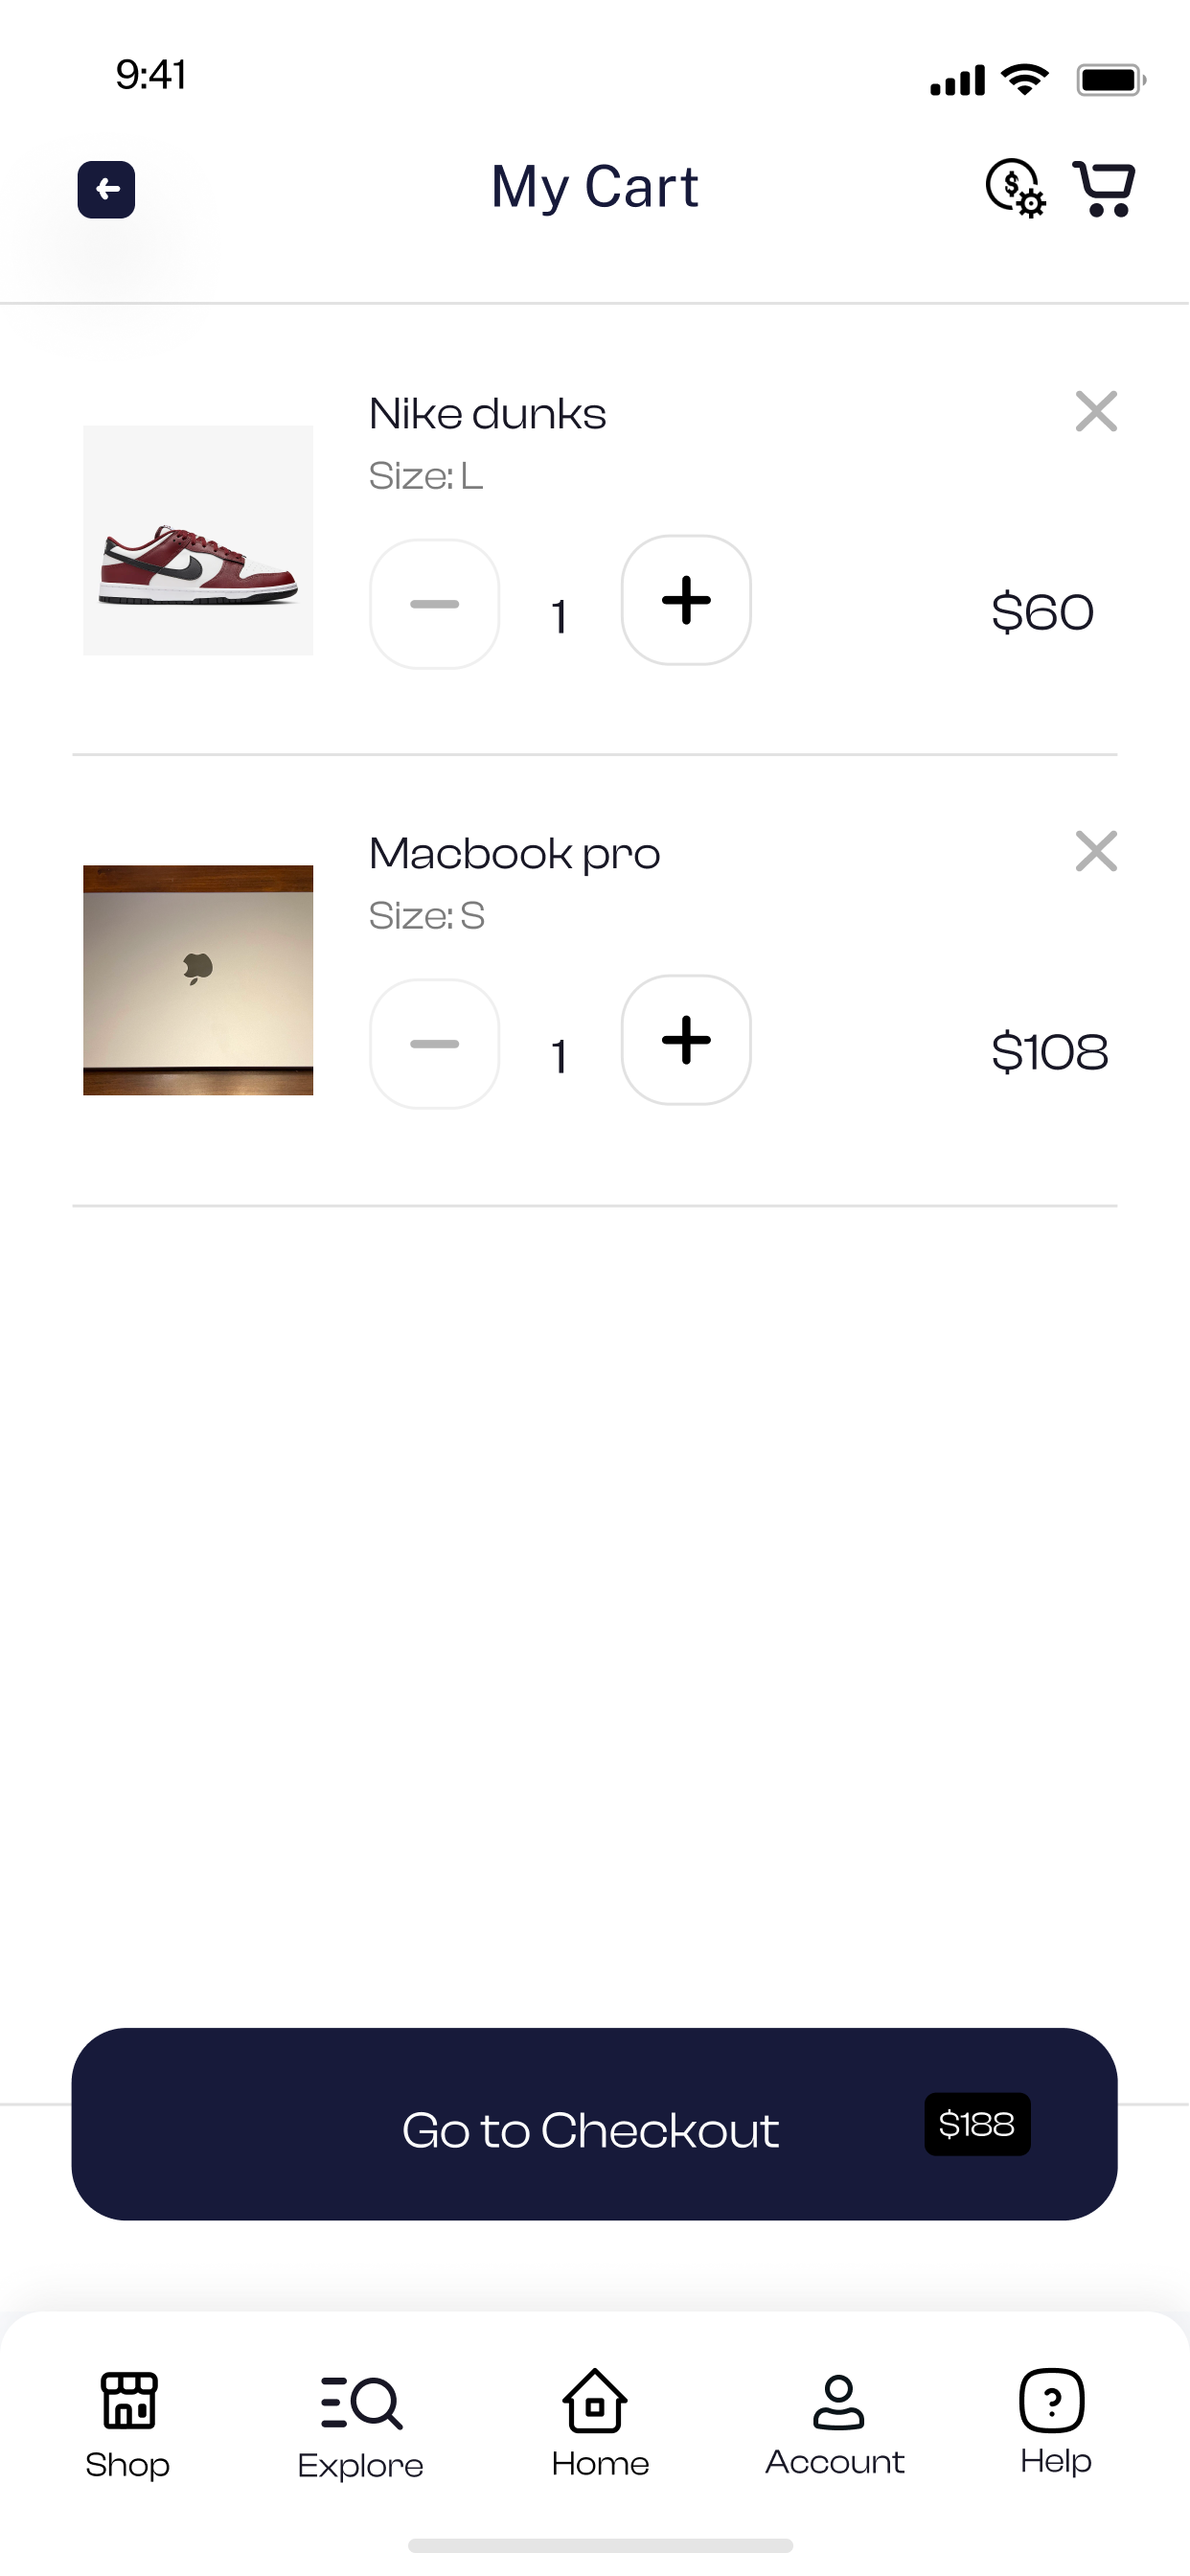 9:41
My Cart
Nike dunks
Size: L
1
$60
Macbook pro
Size: S
1
$108
Go to Checkout
$188
Shop
Explore
Home
Account
Help